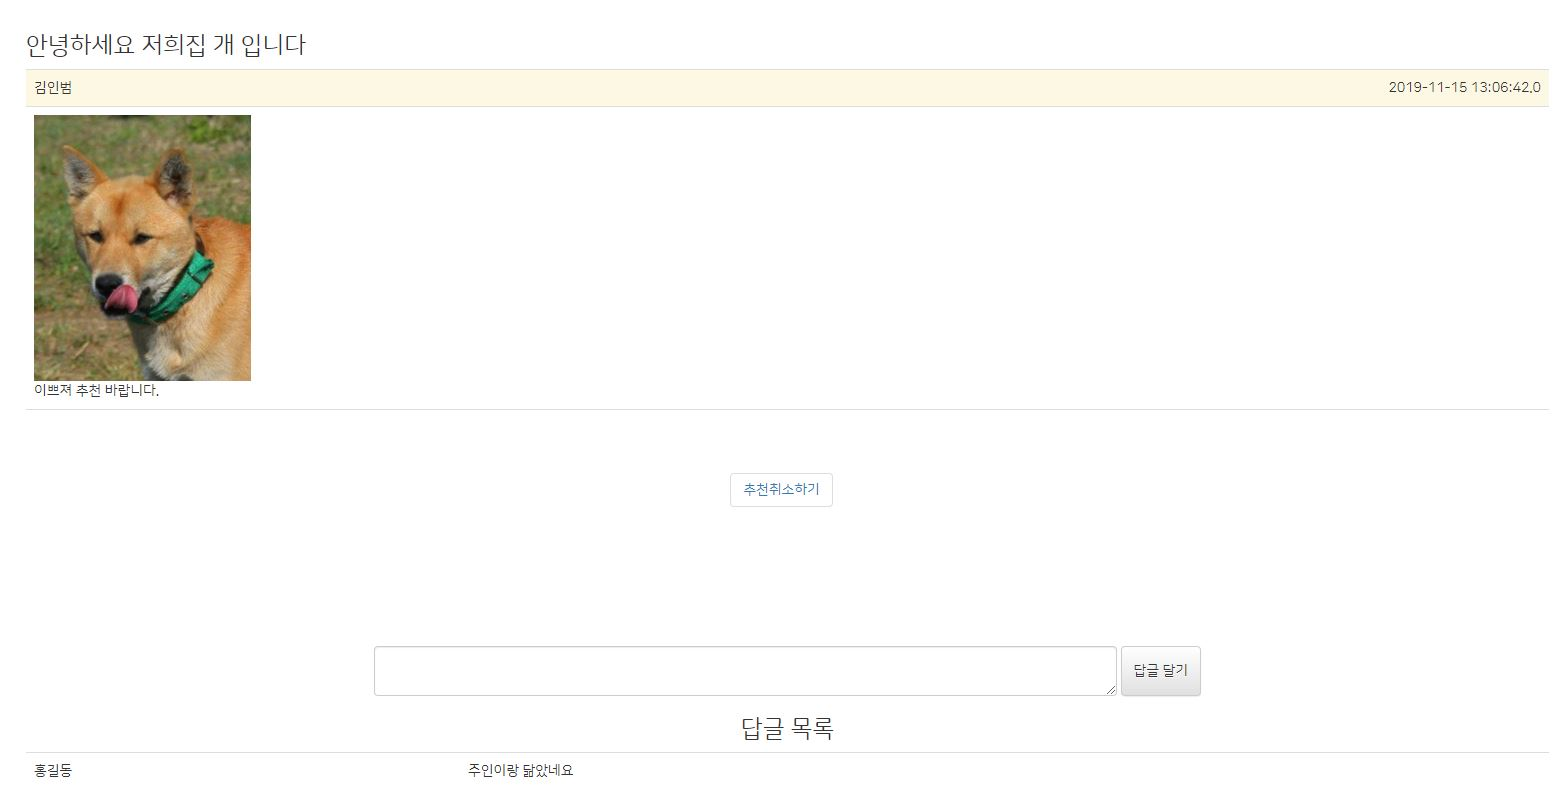 안녕하세요 저희집 개 입니다
김인범 2019-11-15 13:06:42.0
이쁘져 추천 바랍니다.
추천취소하기
답글 달기
답글 목록
홍길동 주인이랑 닮았네요